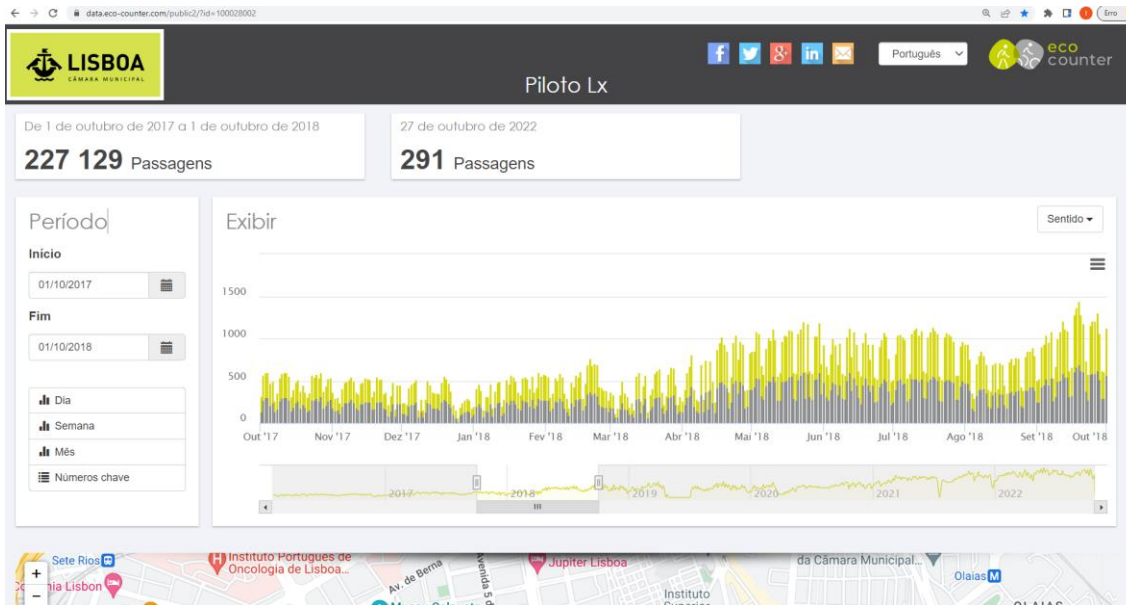 data.eco-counter.com/public2/?id=100028002
Erro
LISBOA
CÂMARA MUNICIPAL
Piloto Lx
Português
eco
counter
De 1 de outubro de 2017 a 1 de outubro de 2018
227 129 Passagens
27 de outubro de 2022
291 Passagens
Período
Início
01/10/2017
Fim
01/10/2018
Dia
Semana
Mês
Números chave
Exibir
Sentido
1500
1000
500
0
Out '17 Nov '17 Dez '17 Jan '18 Fev '18 Mar '18 Abr '18 Mai '18 Jun '18 Jul '18 Ago '18 Set '18 Out '18
2017 2018 2019 2020 2021 2022
Sete Rios
Instituto Português de
Oncologia de Lisboa...
Av. de Berna
Jupiter Lisboa
da Câmara Municipal...
Olaias M
Lisbon
Instituto
OLAIAS